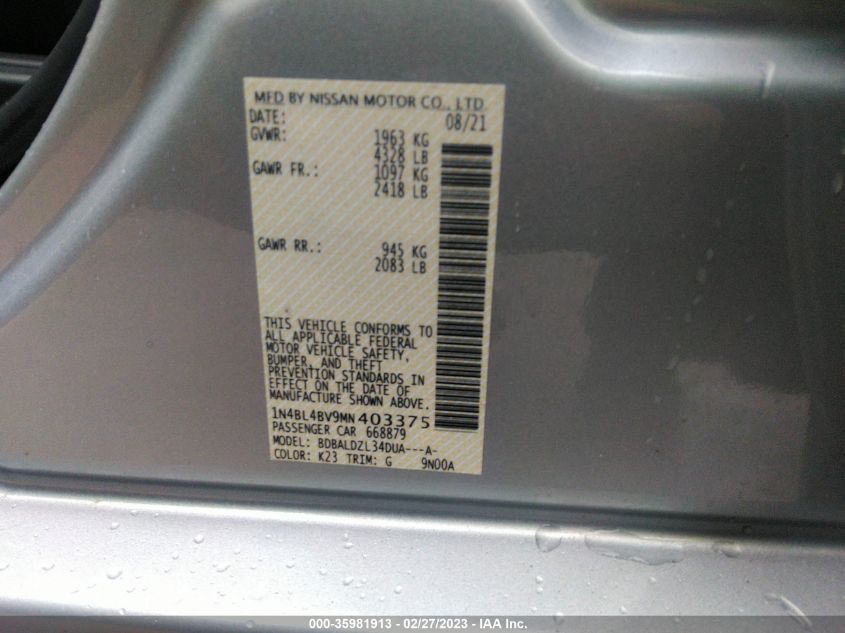 MFD BY NISSAN MOTOR CO., LTD.
DATE: 08/21
GVWR: 1963 KG
4328 LB
GAWR FR.: 1097 KG
2418 LB
GAWR RR.: 945 KG
2083 LB
THIS VEHICLE CONFORMS TO
ALL APPLICABLE FEDERAL
MOTOR VEHICLE SAFETY,
BUMPER, AND THEFT
PREVENTION STANDARDS IN
EFFECT ON THE DATE OF
MANUFACTURE SHOWN ABOVE.
1N4BL4BV9MN403375
PASSENGER CAR 668879
MODEL: BDBALDZL34DUA---A-
COLOR: K23 TRIM: G 9N00A
000-35981913 - 02/27/2023 - IAA Inc.